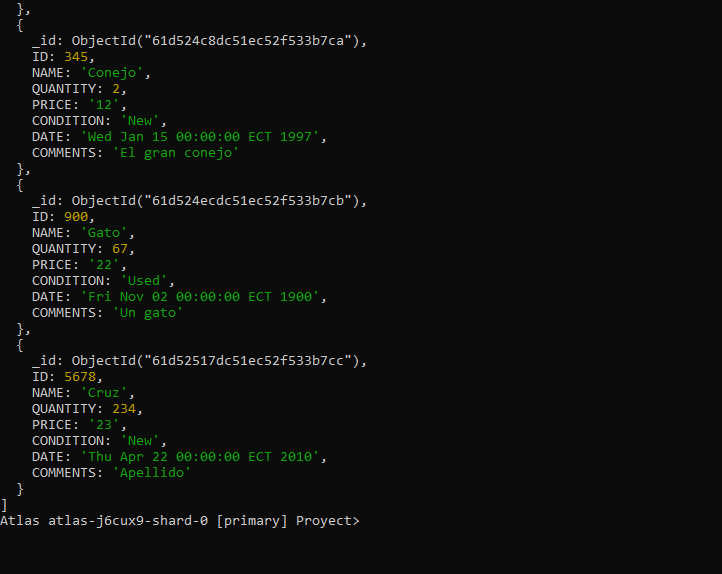 },
{
_id: ObjectId("61d524c8dc51ec52f533b7ca"),
ID: 345,
NAME: 'Conejo',
QUANTITY: 2,
PRICE: '12',
CONDITION: 'New',
DATE: 'Wed Jan 15 00:00:00 ECT 1997',
COMMENTS: 'El gran conejo'
},
{
_id: ObjectId("61d524ecdc51ec52f533b7cb"),
ID: 900,
NAME: 'Gato',
QUANTITY: 67,
PRICE: '22',
CONDITION: 'Used',
DATE: 'Fri Nov 02 00:00:00 ECT 1900',
COMMENTS: 'Un gato'
},
{
_id: ObjectId("61d52517dc51ec52f533b7cc"),
ID: 5678,
NAME: 'Cruz',
QUANTITY: 234,
PRICE: '23',
CONDITION: 'New',
DATE: 'Thu Apr 22 00:00:00 ECT 2010',
COMMENTS: 'Apellido'
}
]
Atlas atlas-j6cux9-shard-0 [primary] Proyect>